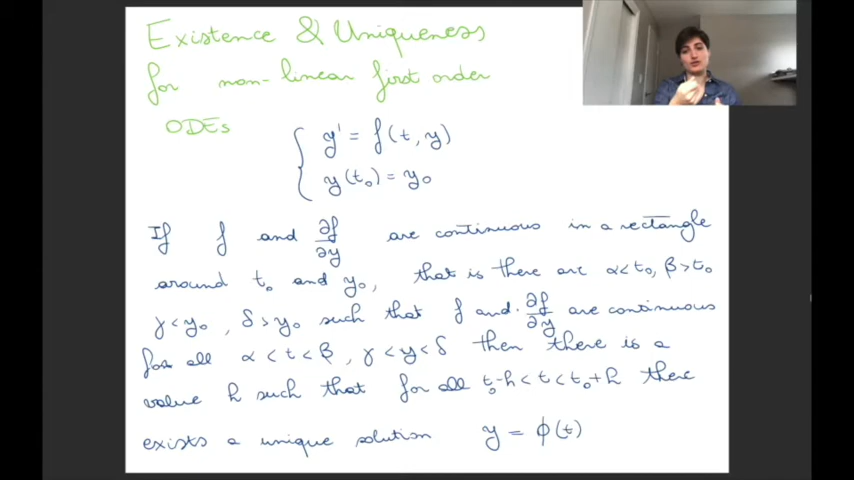 Existence & Uniqueness
for non-linear first order
ODEs
y' = f(t, y)
y(t₀) = y₀
If f and ∂f/∂y are continuous in a rectangle
around t₀ and y₀, that is there are α<t₀, β>t₀
γ<y₀, δ>y₀ such that f and ∂f/∂y are continuous
for all α < t < β, γ < y < δ then there is a
value h such that for all t₀-h < t < t₀+h there
exists a unique solution y = ϕ(t)